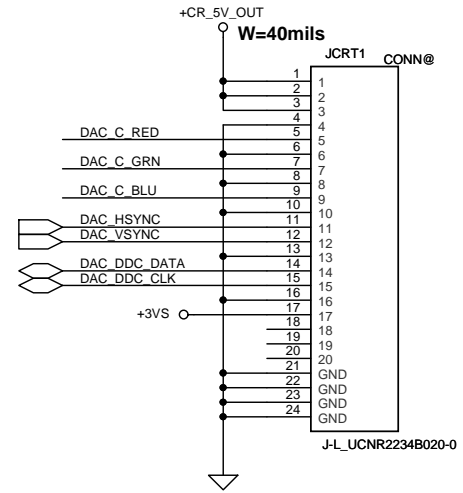 +CR_5V_OUT
W=40mils
JCRT1
CONN@
1 1
2 2
3 3
4 4
DAC_C_RED 5 5
6 6
DAC_C_GRN 7 7
8 8
DAC_C_BLU 9 9
10 10
DAC_HSYNC 11 11
DAC_VSYNC 12 12
13 13
DAC_DDC_DATA 14 14
DAC_DDC_CLK 15 15
16 16
+3VS 17 17
18 18
19 19
20 20
21 GND
22 GND
23 GND
24 GND
J-L_UCNR2234B020-0